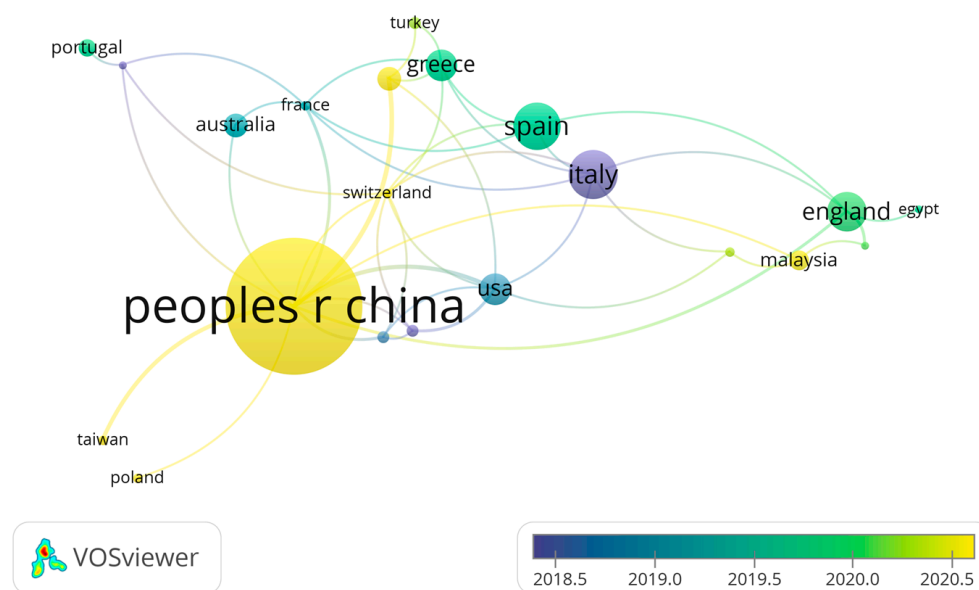 turkey
portugal
greece
france
australia
spain
italy
switzerland
england
egypt
malaysia
usa
peoples r china
taiwan
poland
VOSviewer
2018.5 2019.0 2019.5 2020.0 2020.5